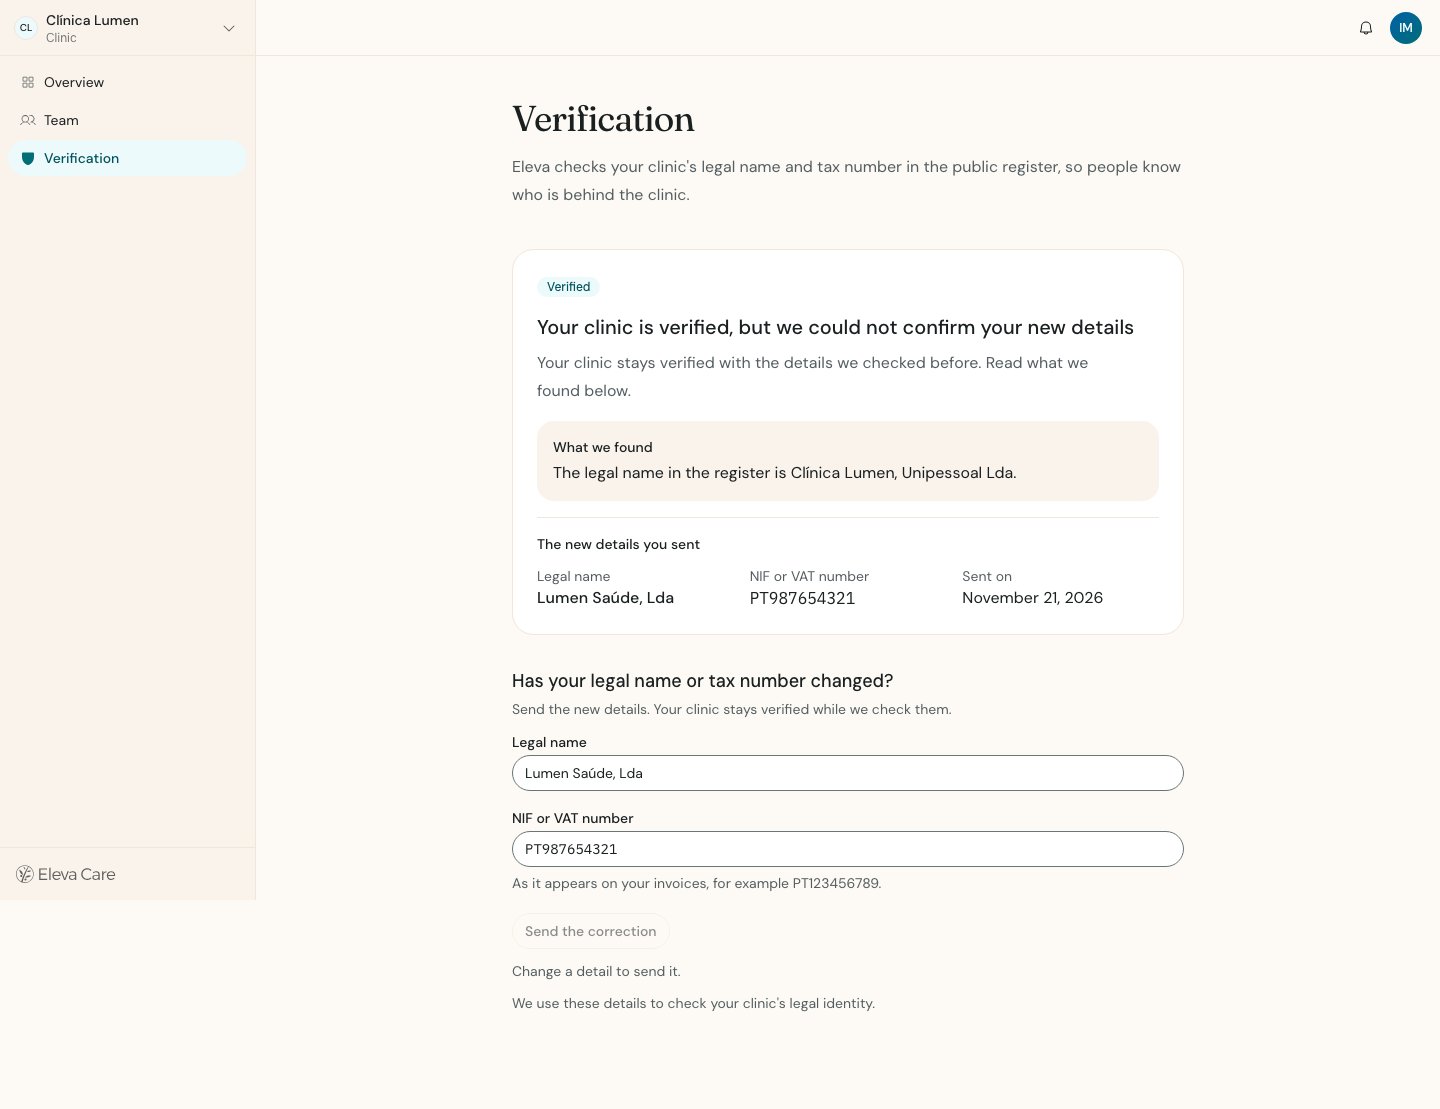 CL
Clínica Lumen
Clinic
IM
Overview
Team
Verification
Eleva Care
Verification
Eleva checks your clinic's legal name and tax number in the public register, so people know
who is behind the clinic.
Verified
Your clinic is verified, but we could not confirm your new details
Your clinic stays verified with the details we checked before. Read what we
found below.
What we found
The legal name in the register is Clínica Lumen, Unipessoal Lda.
The new details you sent
Legal name
Lumen Saúde, Lda
NIF or VAT number
PT987654321
Sent on
November 21, 2026
Has your legal name or tax number changed?
Send the new details. Your clinic stays verified while we check them.
Legal name
Lumen Saúde, Lda
NIF or VAT number
PT987654321
As it appears on your invoices, for example PT123456789.
Send the correction
Change a detail to send it.
We use these details to check your clinic's legal identity.